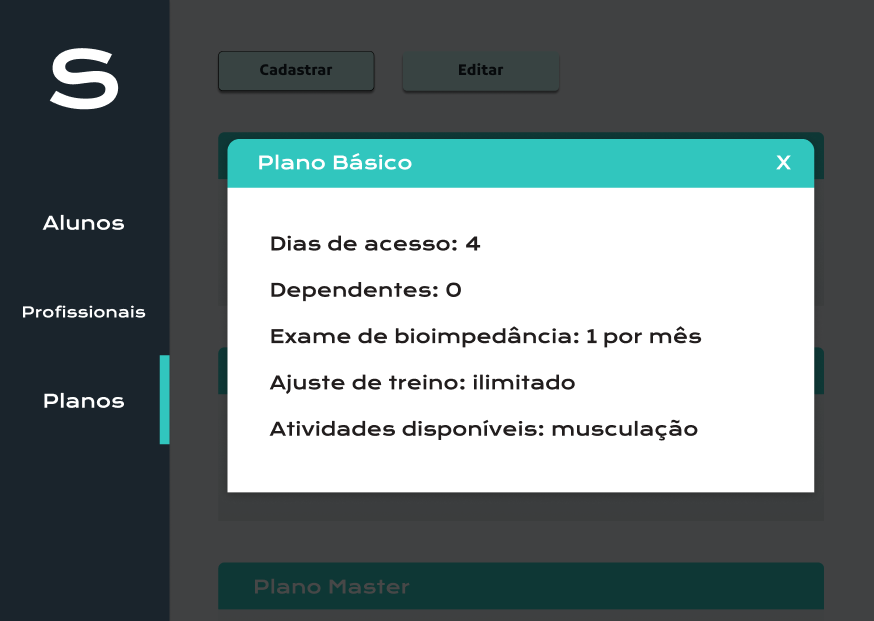 S
Alunos
Profissionais
Planos
Cadastrar
Editar
Plano Básico
X
Dias de acesso: 4
Dependentes: 0
Exame de bioimpedância: 1 por mês
Ajuste de treino: ilimitado
Atividades disponíveis: musculação
Plano Master